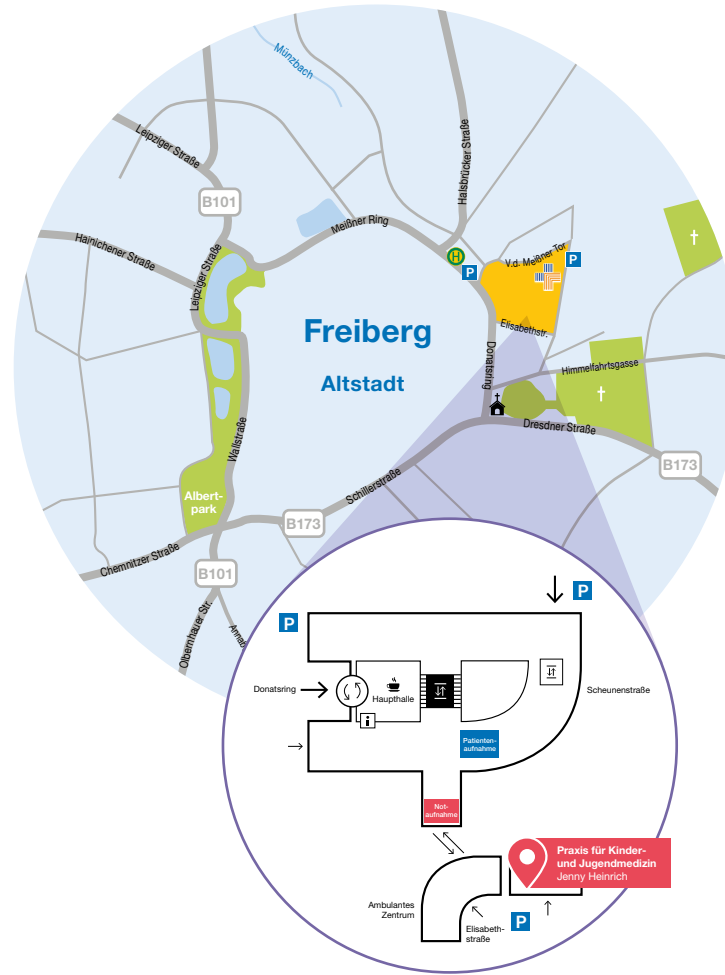 Münzbach
Leipziger Straße
Halsbrücker Straße
B101
Hainichener Straße
Leipziger Straße
Meißner Ring
H
P
V.d. Meißner Tor
P
Elisabethstr.
Freiberg
Altstadt
Donatsring
Himmelfahrtsgasse
Dresdner Straße
B173
Wallstraße
Albert-
park
Schillerstraße
B173
Chemnitzer Straße
B101
Olbernhauer Str.
Annab
P
P
Donatsring
Haupthalle
i
Scheunenstraße
Patienten-
aufnahme
Not-
aufnahme
Praxis für Kinder-
und Jugendmedizin
Jenny Heinrich
Ambulantes
Zentrum
P
Elisabeth-
straße